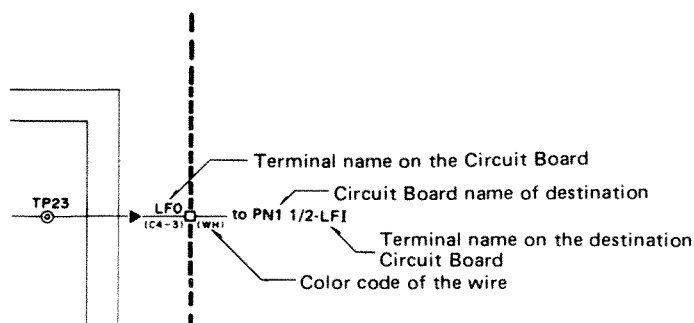 Terminal name on the Circuit Board
TP23
LFO
Circuit Board name of destination
to PN1 1/2-LFI
(C4-3)
(WH)
Terminal name on the destination
Circuit Board
Color code of the wire